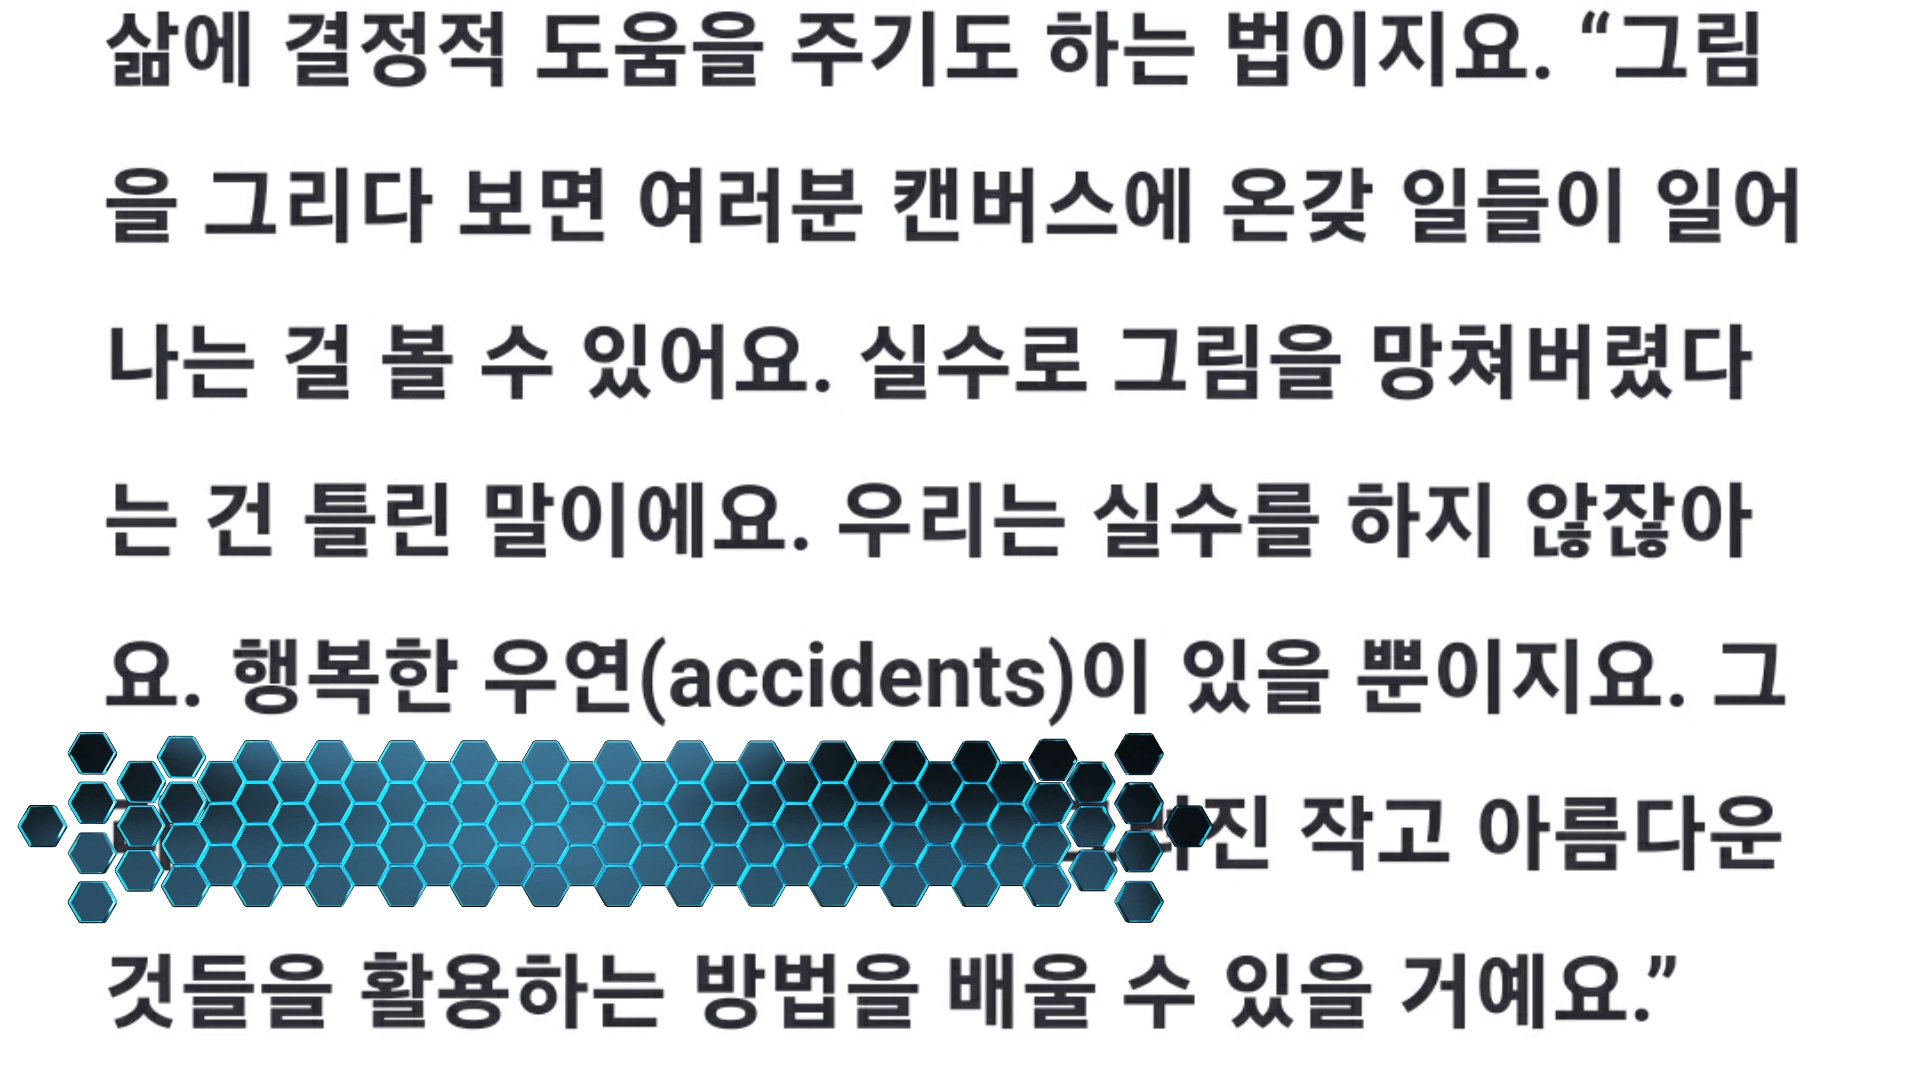 삶에 결정적 도움을 주기도 하는 법이지요. “그림
을 그리다 보면 여러분 캔버스에 온갖 일들이 일어
나는 걸 볼 수 있어요. 실수로 그림을 망쳐버렸다
는 건 틀린 말이에요. 우리는 실수를 하지 않잖아
요. 행복한 우연(accidents)이 있을 뿐이지요. 그
작고 아름다운
것들을 활용하는 방법을 배울 수 있을 거예요.”